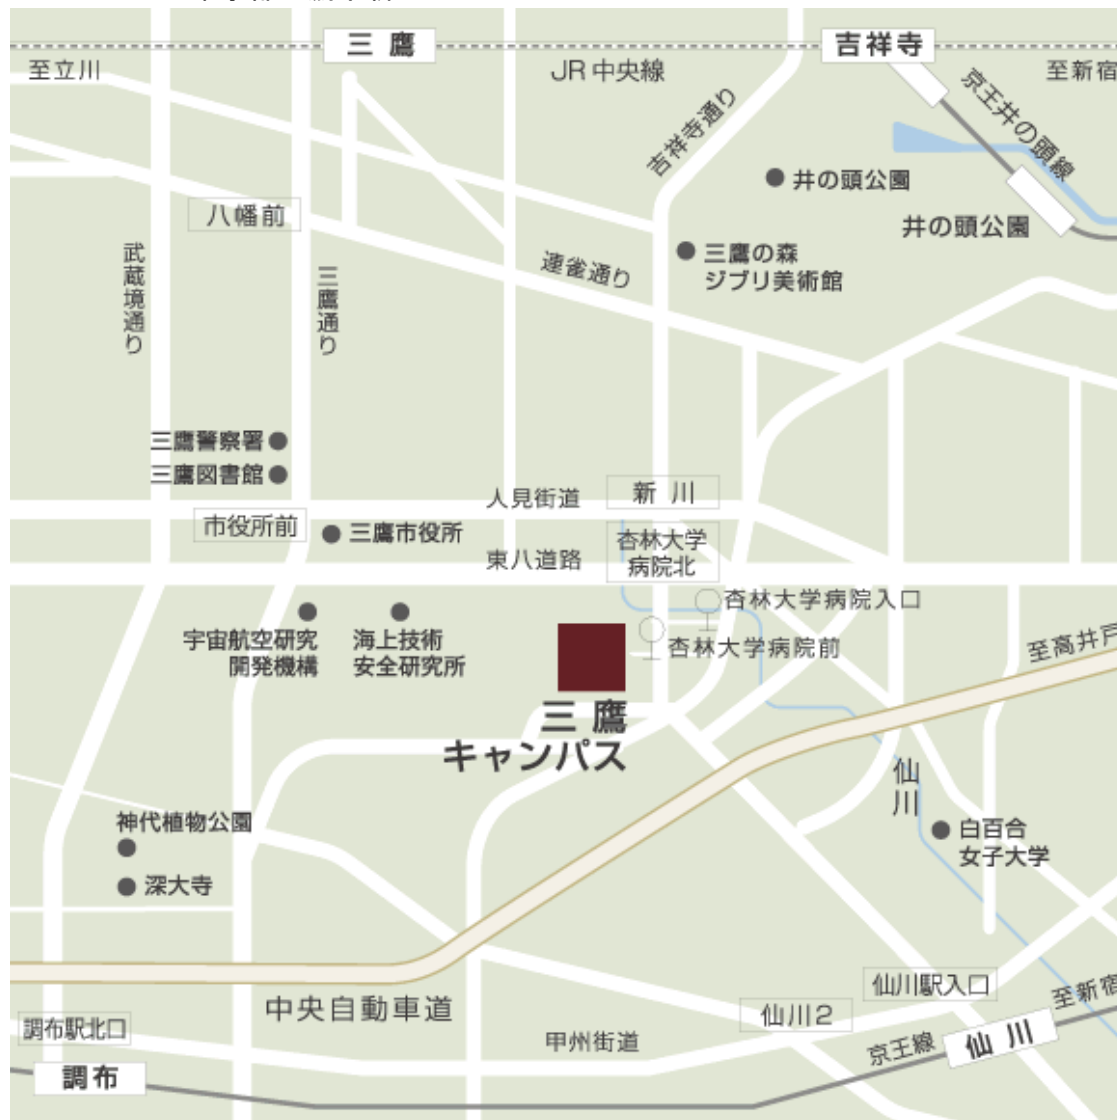 三鷹
吉祥寺
至立川
JR中央線
至新宿
京王井の頭線
吉祥寺通り
井の頭公園
八幡前
井の頭公園
武蔵境通り
三鷹通り
連雀通り
三鷹の森
ジブリ美術館
三鷹警察署
三鷹図書館
人見街道
新川
市役所前
三鷹市役所
東八道路
杏林大学
病院北
杏林大学病院入口
宇宙航空研究
開発機構
海上技術
安全研究所
杏林大学病院前
至高井戸
三鷹
キャンパス
仙川
神代植物公園
深大寺
白百合
女子大学
中央自動車道
仙川駅入口
至新宿
調布駅北口
仙川2
甲州街道
京王線
仙川
調布